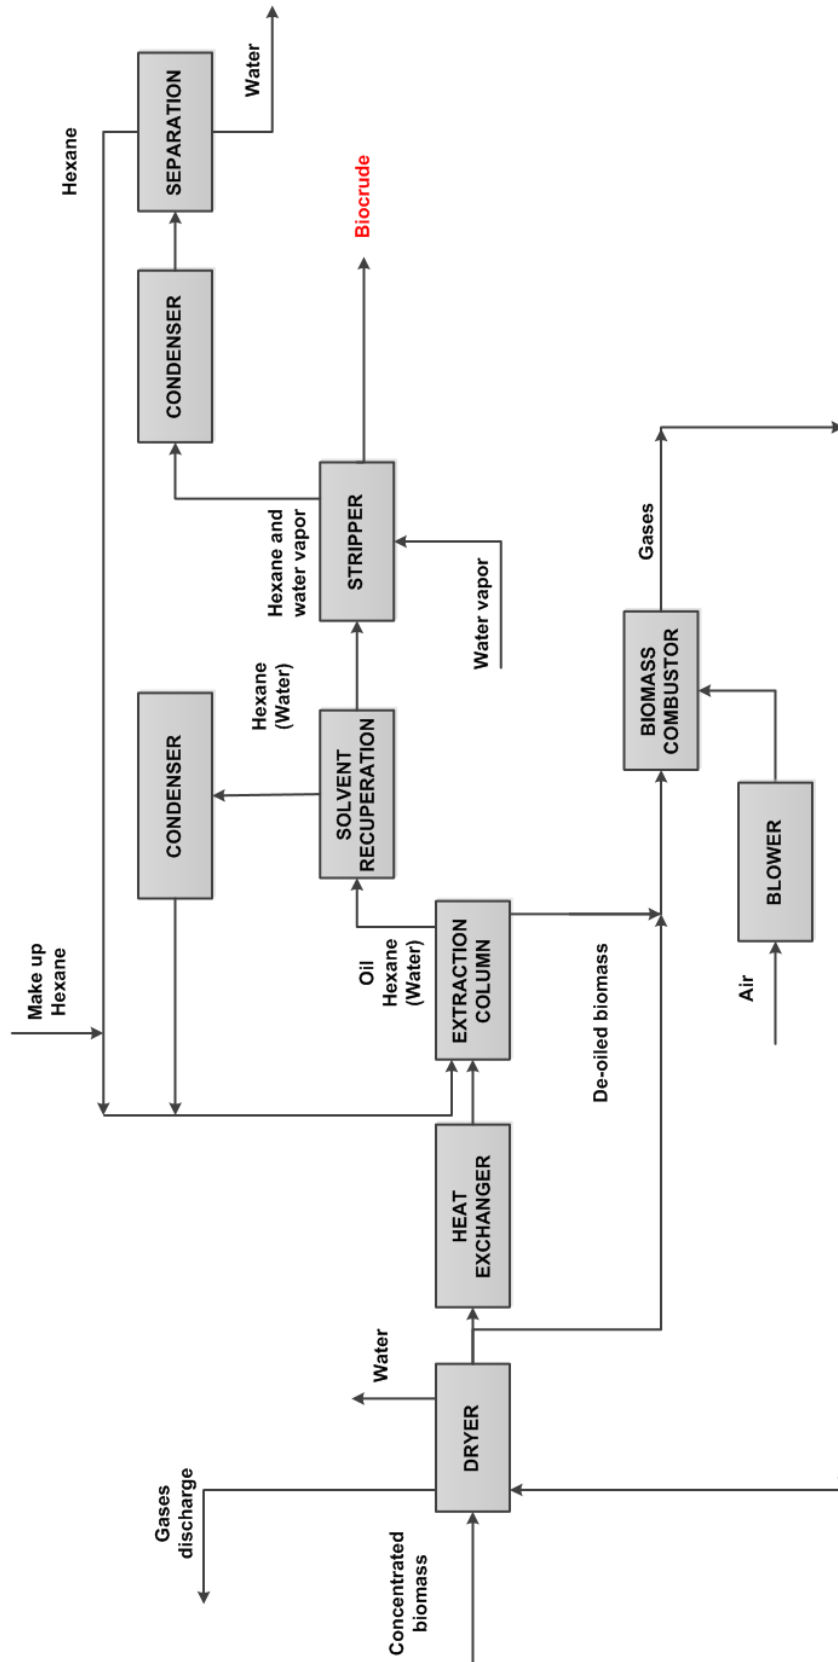 Concentrated
biomass
Gases
discharge
DRYER
Water
HEAT
EXCHANGER
Make up
Hexane
EXTRACTION
COLUMN
Oil
Hexane
(Water)
De-oiled biomass
Air
BLOWER
BIOMASS
COMBUSTOR
Gases
SOLVENT
RECUPERATION
CONDENSER
Hexane
(Water)
STRIPPER
Water vapor
Hexane and
water vapor
Biocrude
CONDENSER
SEPARATION
Hexane
Water